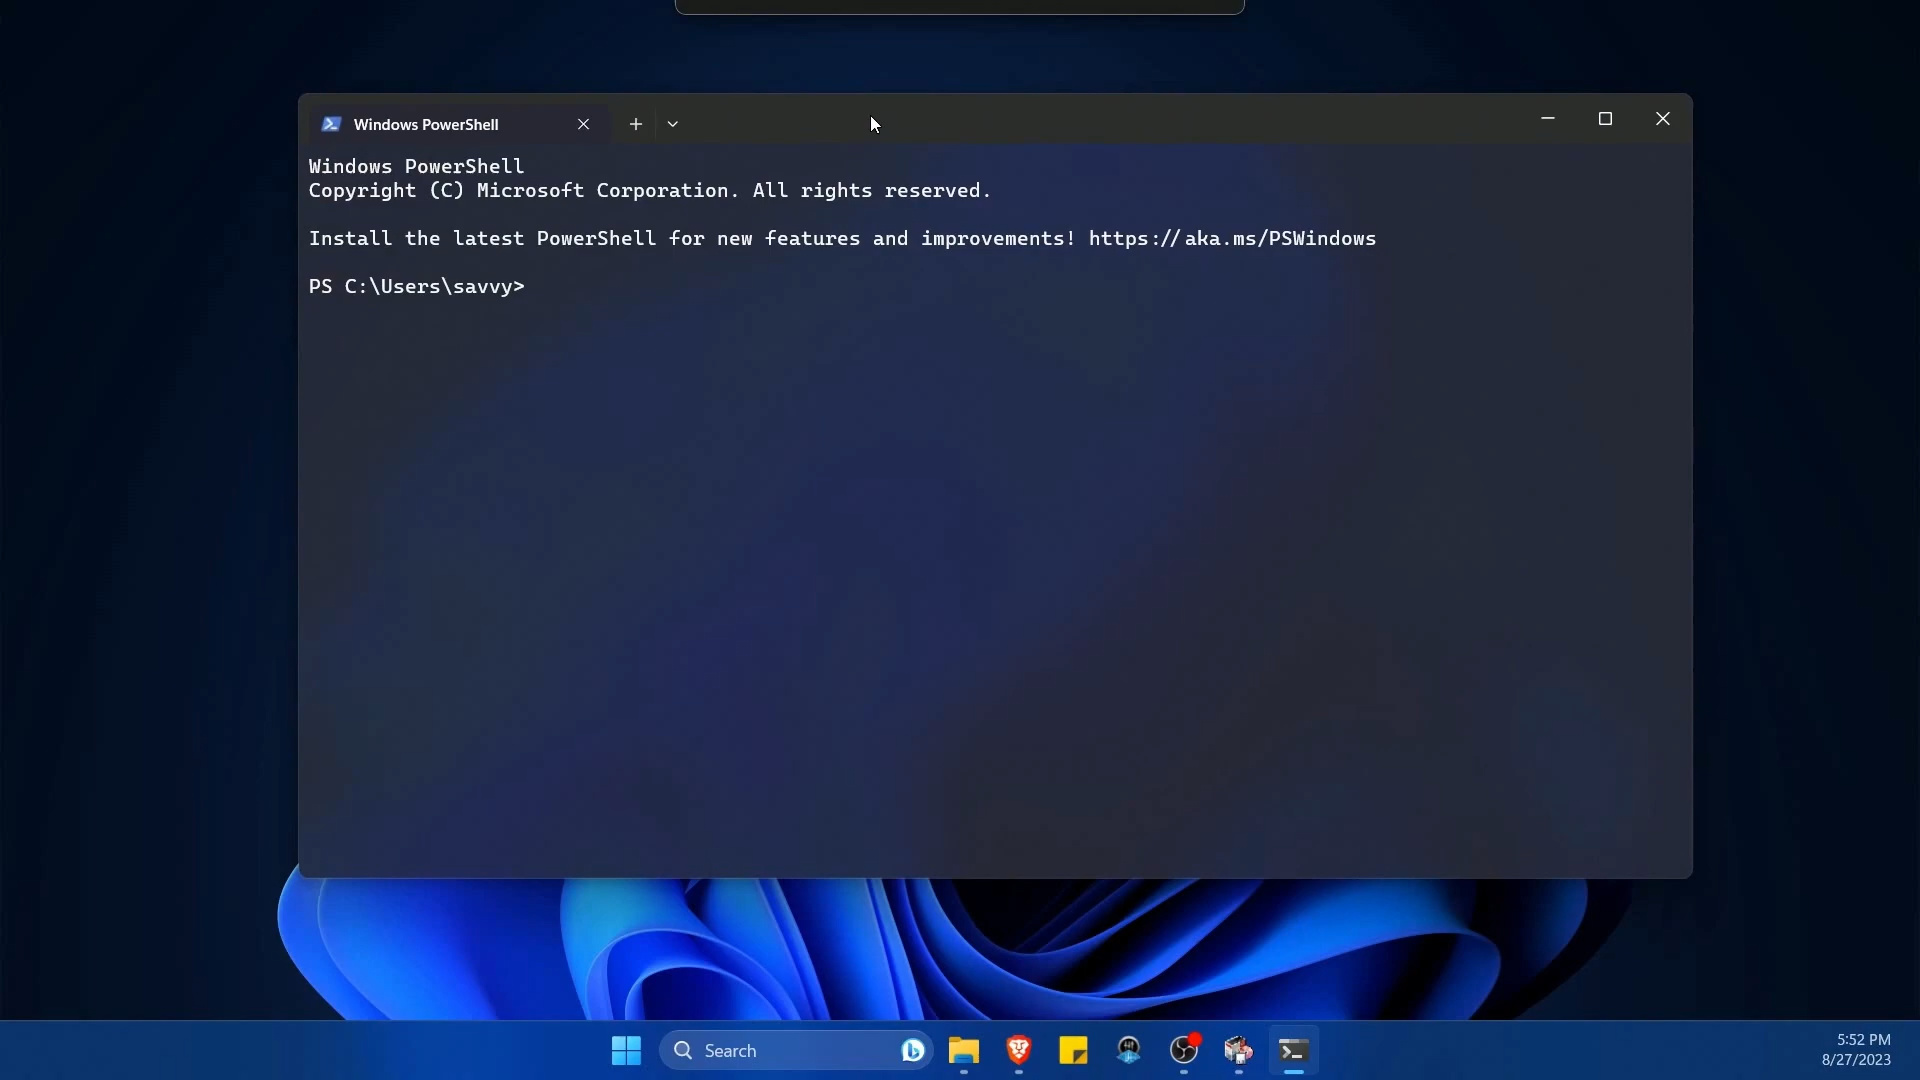 Windows PowerShell
Windows PowerShell
Copyright (C) Microsoft Corporation. All rights reserved.
Install the latest PowerShell for new features and improvements! https://aka.ms/PSWindows
PS C:\Users\savvy>
Search
5:52 PM
8/27/2023